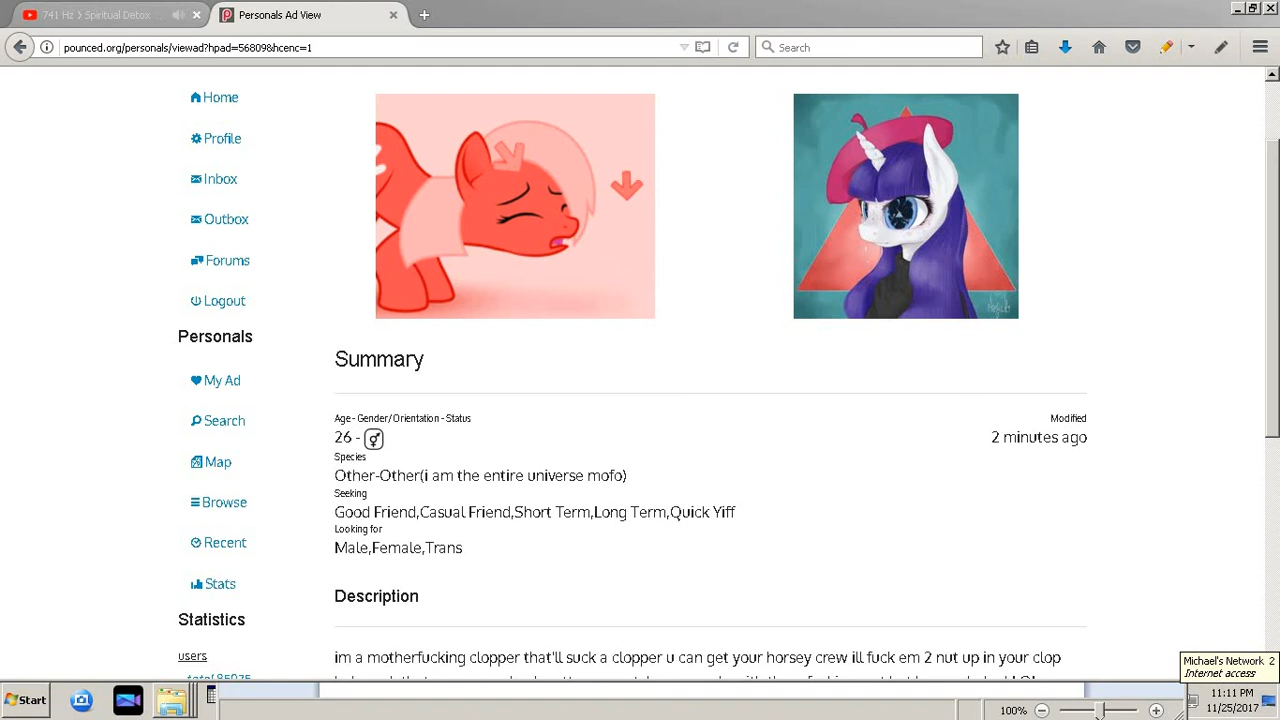 741 Hz > Spiritual Detox
Personals Ad View
pounced.org/personals/viewad?hpad=56809&hcenc=1
Search
Home
Profile
Inbox
Outbox
Forums
Logout
Personals
My Ad
Search
Map
Browse
Recent
Stats
Statistics
users
Summary
Age - Gender/Orientation - Status
Modified
26 -
2 minutes ago
Species
Other-Other(i am the entire universe mofo)
Seeking
Good Friend,Casual Friend,Short Term,Long Term,Quick Yiff
Looking for
Male,Female,Trans
Description
im a motherfucking clopper that'll suck a clopper u can get your horsey crew ill fuck em 2 nut up in your clop
Michael's Network 2
Internet access
Start
100%
11:11 PM
11/25/2017